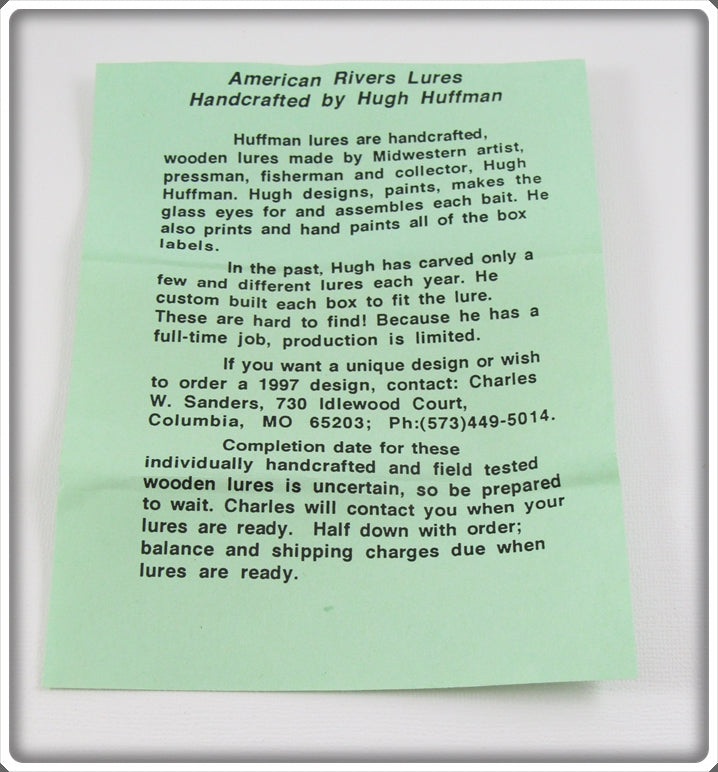 American Rivers Lures
Handcrafted by Hugh Huffman
Huffman lures are handcrafted,
wooden lures made by Midwestern artist,
pressman, fisherman and collector, Hugh
Huffman. Hugh designs, paints, makes the
glass eyes for and assembles each bait. He
also prints and hand paints all of the box
labels.
In the past, Hugh has carved only a
few and different lures each year. He
custom built each box to fit the lure.
These are hard to find! Because he has a
full-time job, production is limited.
If you want a unique design or wish
to order a 1997 design, contact: Charles
W. Sanders, 730 Idlewood Court,
Columbia, MO 65203; Ph:(573)449-5014.
Completion date for these
individually handcrafted and field tested
wooden lures is uncertain, so be prepared
to wait. Charles will contact you when your
lures are ready. Half down with order;
balance and shipping charges due when
lures are ready.